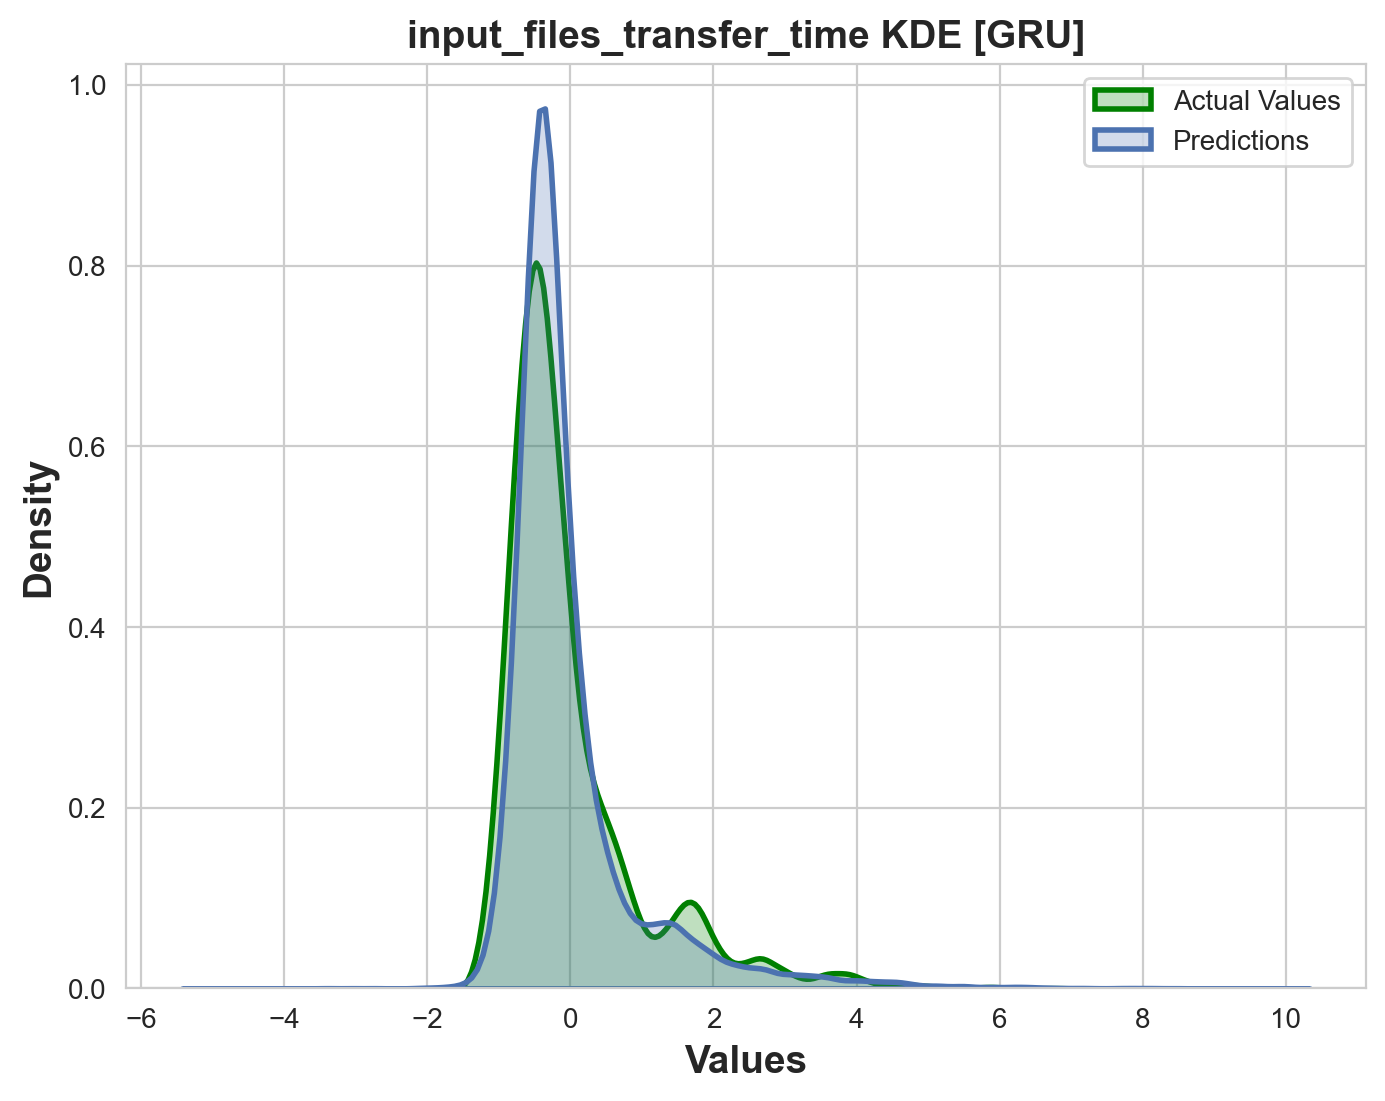 input_files_transfer_time KDE [GRU]
Actual Values
Predictions
Density
1.0
0.8
0.6
0.4
0.2
0.0
−6 −4 −2 0 2 4 6 8 10
Values